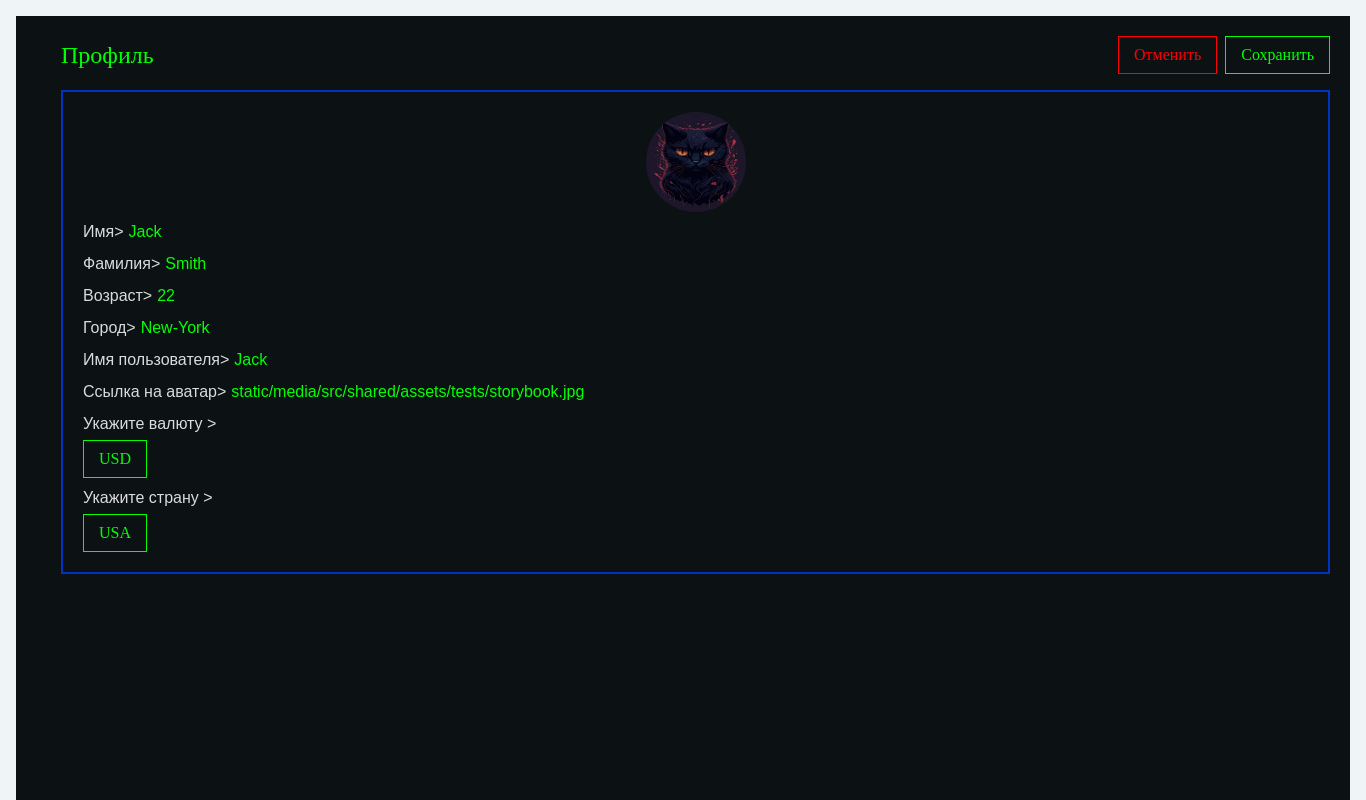 Профиль
Отменить
Сохранить
Имя> Jack
Фамилия> Smith
Возраст> 22
Город> New-York
Имя пользователя> Jack
Ссылка на аватар> static/media/src/shared/assets/tests/storybook.jpg
Укажите валюту >
USD
Укажите страну >
USA